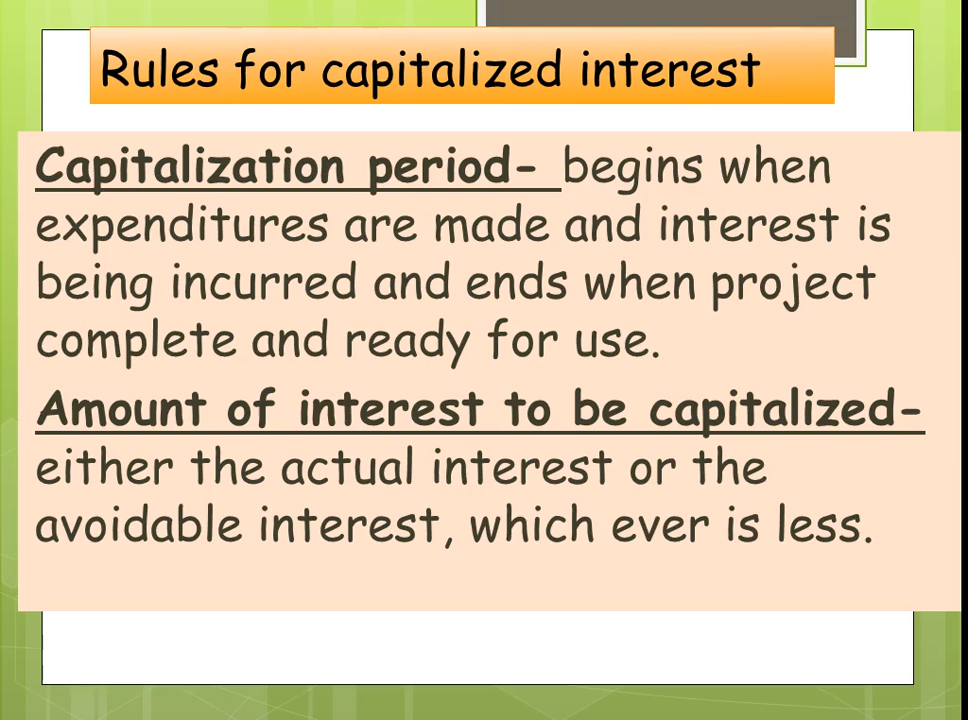 Rules for capitalized interest
Capitalization period- begins when
expenditures are made and interest is
being incurred and ends when project
complete and ready for use.
Amount of interest to be capitalized-
either the actual interest or the
avoidable interest, which ever is less.